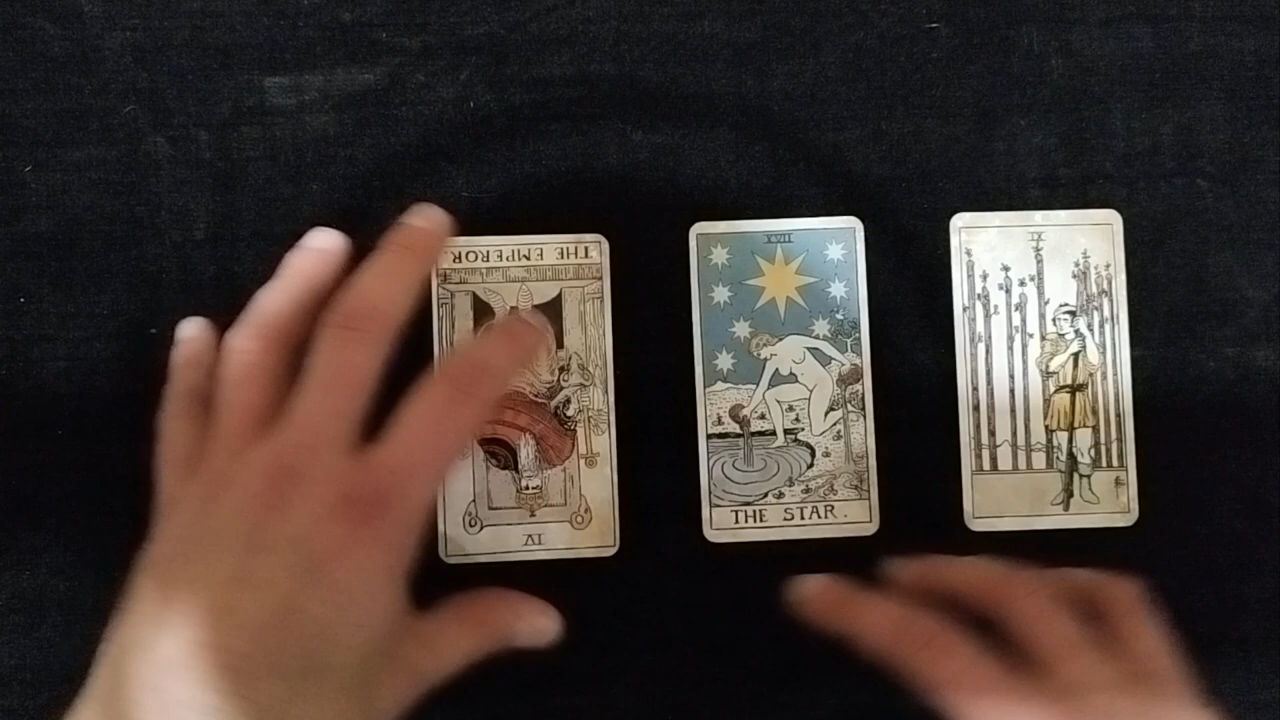 THE EMPEROR.
IV
XVII
THE STAR.
IX